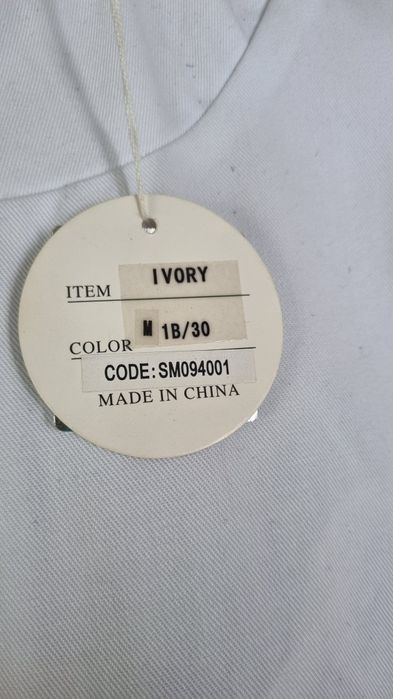 ITEM IVORY
COLOR M 1B/30
CODE:SM094001
MADE IN CHINA